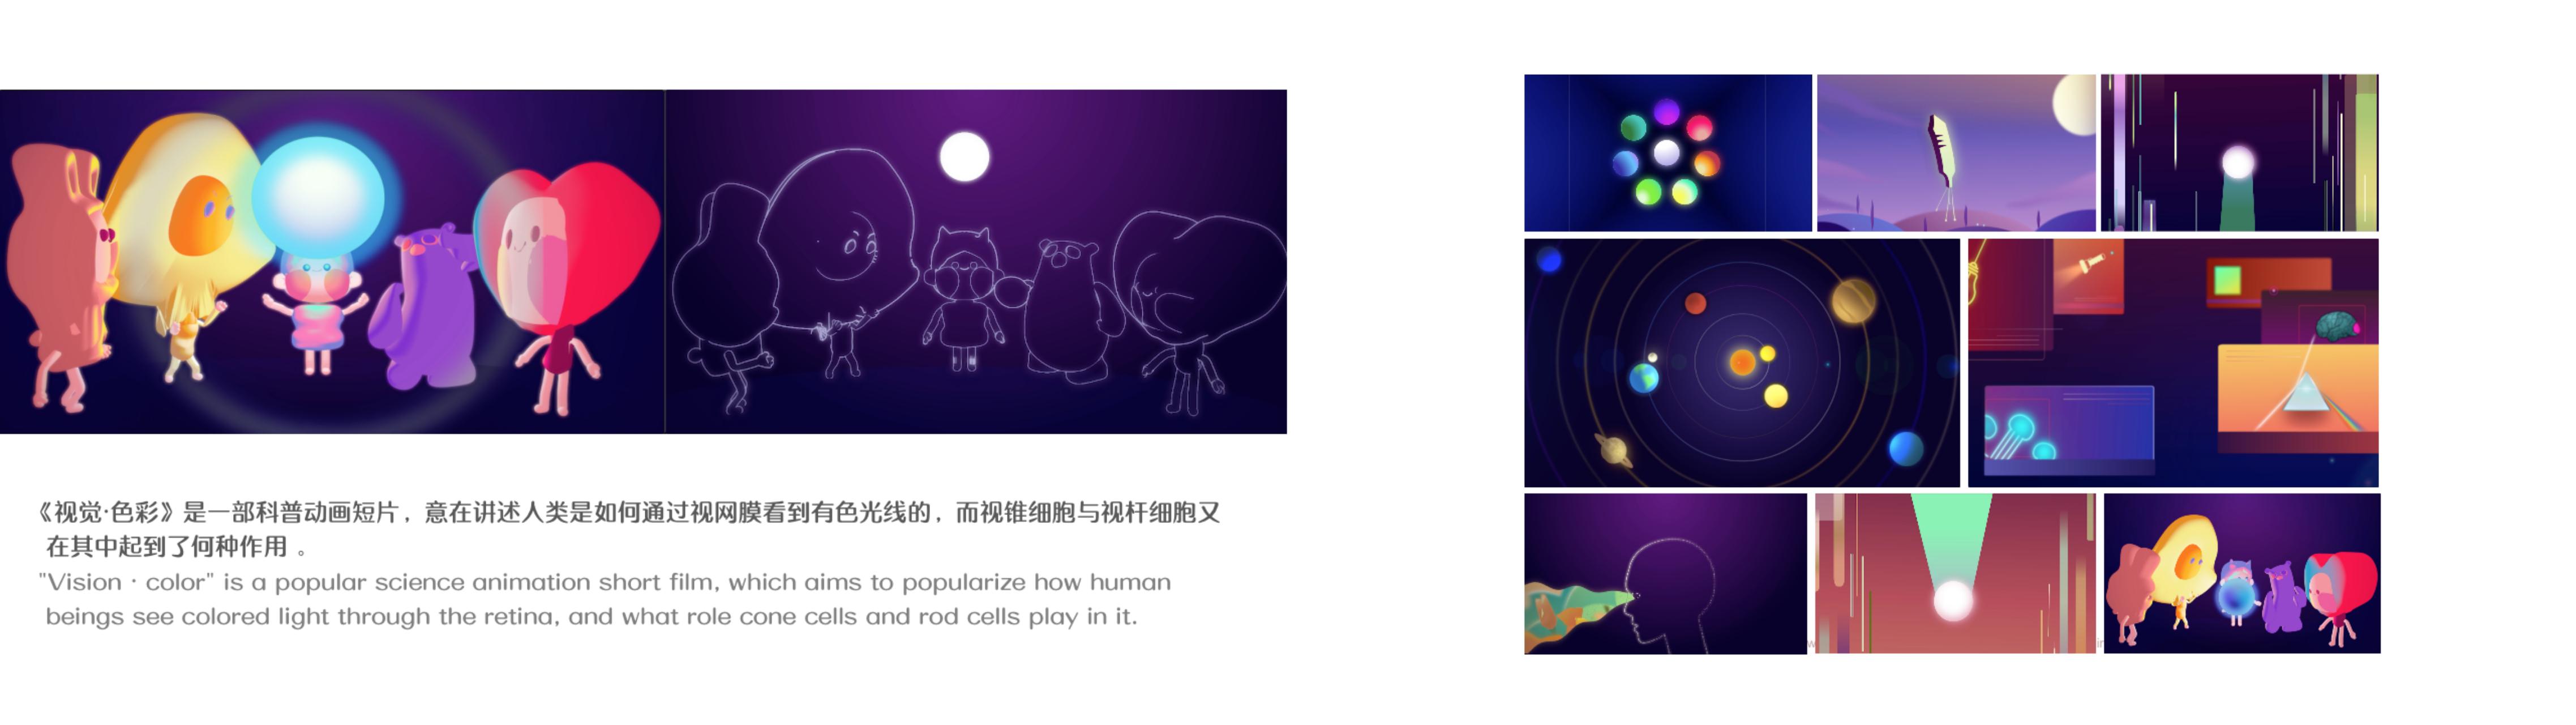 《视觉·色彩》是一部科普动画短片，意在讲述人类是如何通过视网膜看到有色光线的，而视锥细胞与视杆细胞又
在其中起到了何种作用 。
"Vision · color" is a popular science animation short film, which aims to popularize how human
beings see colored light through the retina, and what role cone cells and rod cells play in it.